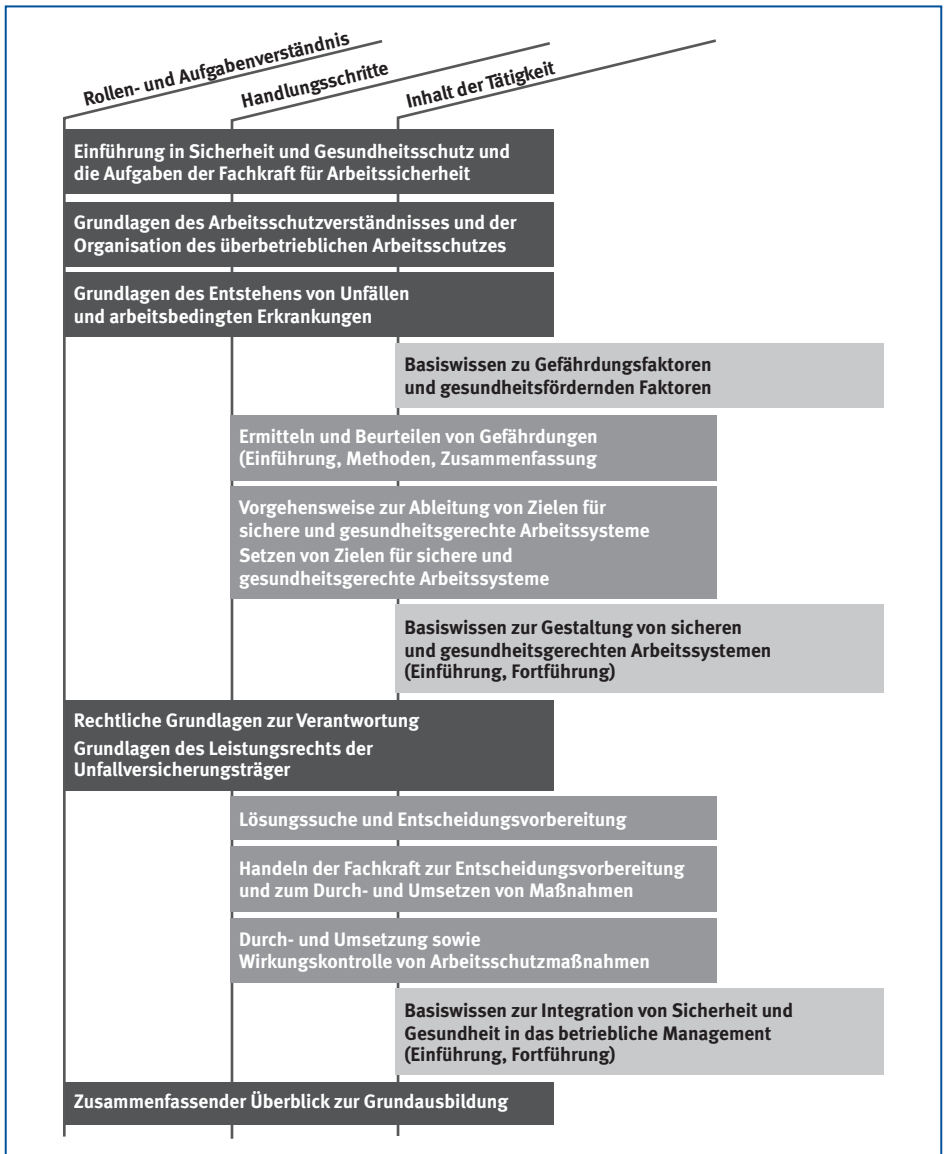 Rollen- und Aufgabenverständnis
Handlungsschritte
Inhalt der Tätigkeit
Einführung in Sicherheit und Gesundheitsschutz und
die Aufgaben der Fachkraft für Arbeitssicherheit
Grundlagen des Arbeitsschutzverständnisses und der
Organisation des überbetrieblichen Arbeitsschutzes
Grundlagen des Entstehens von Unfällen
und arbeitsbedingten Erkrankungen
Basiswissen zu Gefährdungsfaktoren
und gesundheitsfördernden Faktoren
Ermitteln und Beurteilen von Gefährdungen
(Einführung, Methoden, Zusammenfassung
Vorgehensweise zur Ableitung von Zielen für
sichere und gesundheitsgerechte Arbeitssysteme
Setzen von Zielen für sichere und
gesundheitsgerechte Arbeitssysteme
Basiswissen zur Gestaltung von sicheren
und gesundheitsgerechten Arbeitssystemen
(Einführung, Fortführung)
Rechtliche Grundlagen zur Verantwortung
Grundlagen des Leistungsrechts der
Unfallversicherungsträger
Lösungssuche und Entscheidungsvorbereitung
Handeln der Fachkraft zur Entscheidungsvorbereitung
und zum Durch- und Umsetzen von Maßnahmen
Durch- und Umsetzung sowie
Wirkungskontrolle von Arbeitsschutzmaßnahmen
Basiswissen zur Integration von Sicherheit und
Gesundheit in das betriebliche Management
(Einführung, Fortführung)
Zusammenfassender Überblick zur Grundausbildung